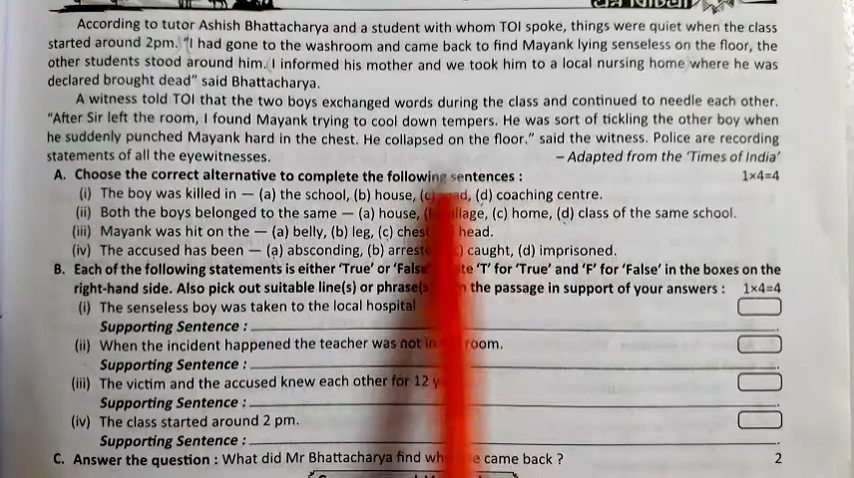 According to tutor Ashish Bhattacharya and a student with whom TOI spoke, things were quiet when the class
started around 2pm. "I had gone to the washroom and came back to find Mayank lying senseless on the floor, the
other students stood around him. I informed his mother and we took him to a local nursing home where he was
declared brought dead" said Bhattacharya.
A witness told TOI that the two boys exchanged words during the class and continued to needle each other.
"After Sir left the room, I found Mayank trying to cool down tempers. He was sort of tickling the other boy when
he suddenly punched Mayank hard in the chest. He collapsed on the floor." said the witness. Police are recording
statements of all the eyewitnesses. – Adapted from the 'Times of India'
A. Choose the correct alternative to complete the following sentences : 1×4=4
(i) The boy was killed in — (a) the school, (b) house, (c) (d) coaching centre.
(ii) Both the boys belonged to the same — (a) house, (c) home, (d) class of the same school.
(iii) Mayank was hit on the — (a) belly, (b) leg, (c) head.
(iv) The accused has been — (a) absconding, (b) caught, (d) imprisoned.
B. Each of the following statements is either 'True' or 'T' for 'True' and 'F' for 'False' in the boxes on the
right-hand side. Also pick out suitable line(s) or the passage in support of your answers : 1×4=4
(i) The senseless boy was taken to the local hospital
Supporting Sentence :
(ii) When the incident happened the teacher was not room.
Supporting Sentence :
(iii) The victim and the accused knew each other for 12
Supporting Sentence :
(iv) The class started around 2 pm.
Supporting Sentence :
C. Answer the question : What did Mr Bhattacharya find came back ? 2